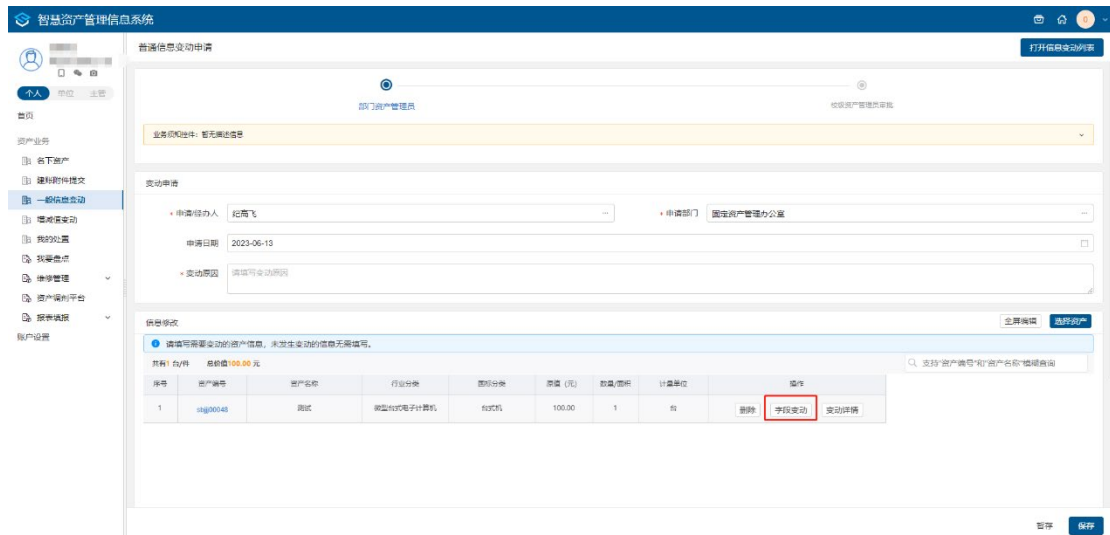 智慧资产管理信息系统
0
普通信息变动申请
打开信息变动列表
个人 单位 主管
部门资产管理员
校级资产管理员审批
业务须知控件：暂无描述信息
首页
资产业务
名下资产
建账附件提交
一般信息变动
增减值变动
我的处置
我要盘点
维修管理
资产调剂平台
报表填报
账户设置
变动申请
* 申请/经办人 纪高飞
* 申请部门 固定资产管理办公室
申请日期 2023-06-13
* 变动原因 请填写变动原因
信息修改
全屏编辑 选择资产
请填写需要变动的资产信息，未发生变动的信息无需填写。
共有1 台/件 总价值100.00 元
支持"资产编号"和"资产名称"模糊查询
序号 资产编号 资产名称 行业分类 国标分类 原值（元） 数量/面积 计量单位 操作
1 sbjj00048 测试 微型台式电子计算机 台式机 100.00 1 台 删除 字段变动 变动详情
暂存 保存